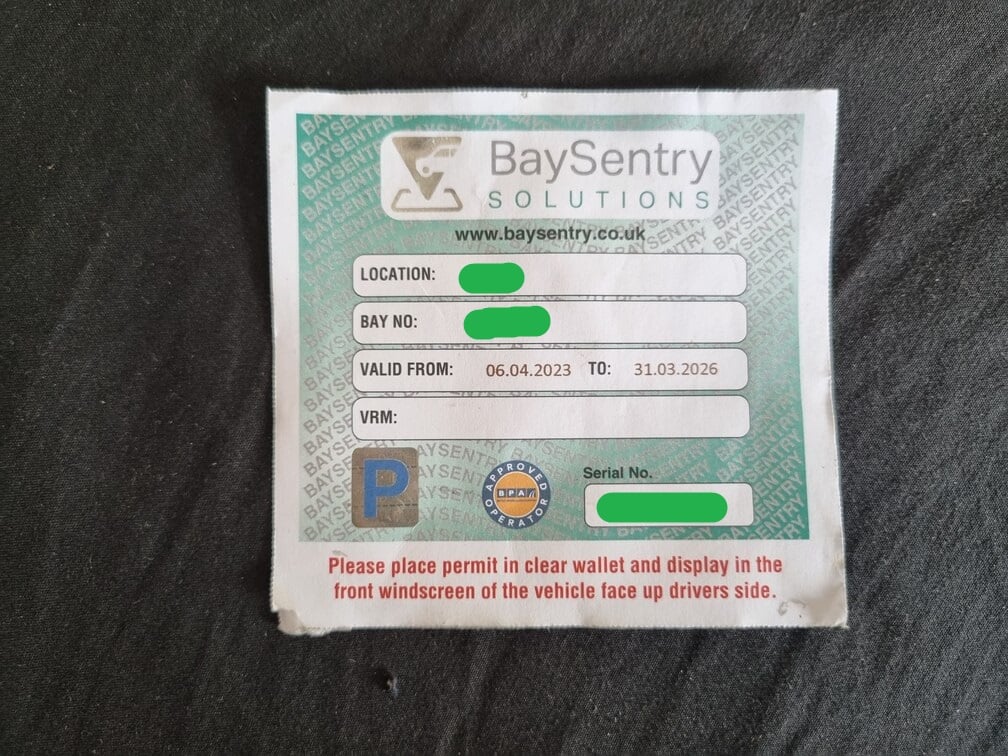 BaySentry
SOLUTIONS
www.baysentry.co.uk
LOCATION:
BAY NO:
VALID FROM: 06.04.2023 TO: 31.03.2026
VRM:
P
APPROVED
BPA
OPERATOR
Serial No.
Please place permit in clear wallet and display in the
front windscreen of the vehicle face up drivers side.